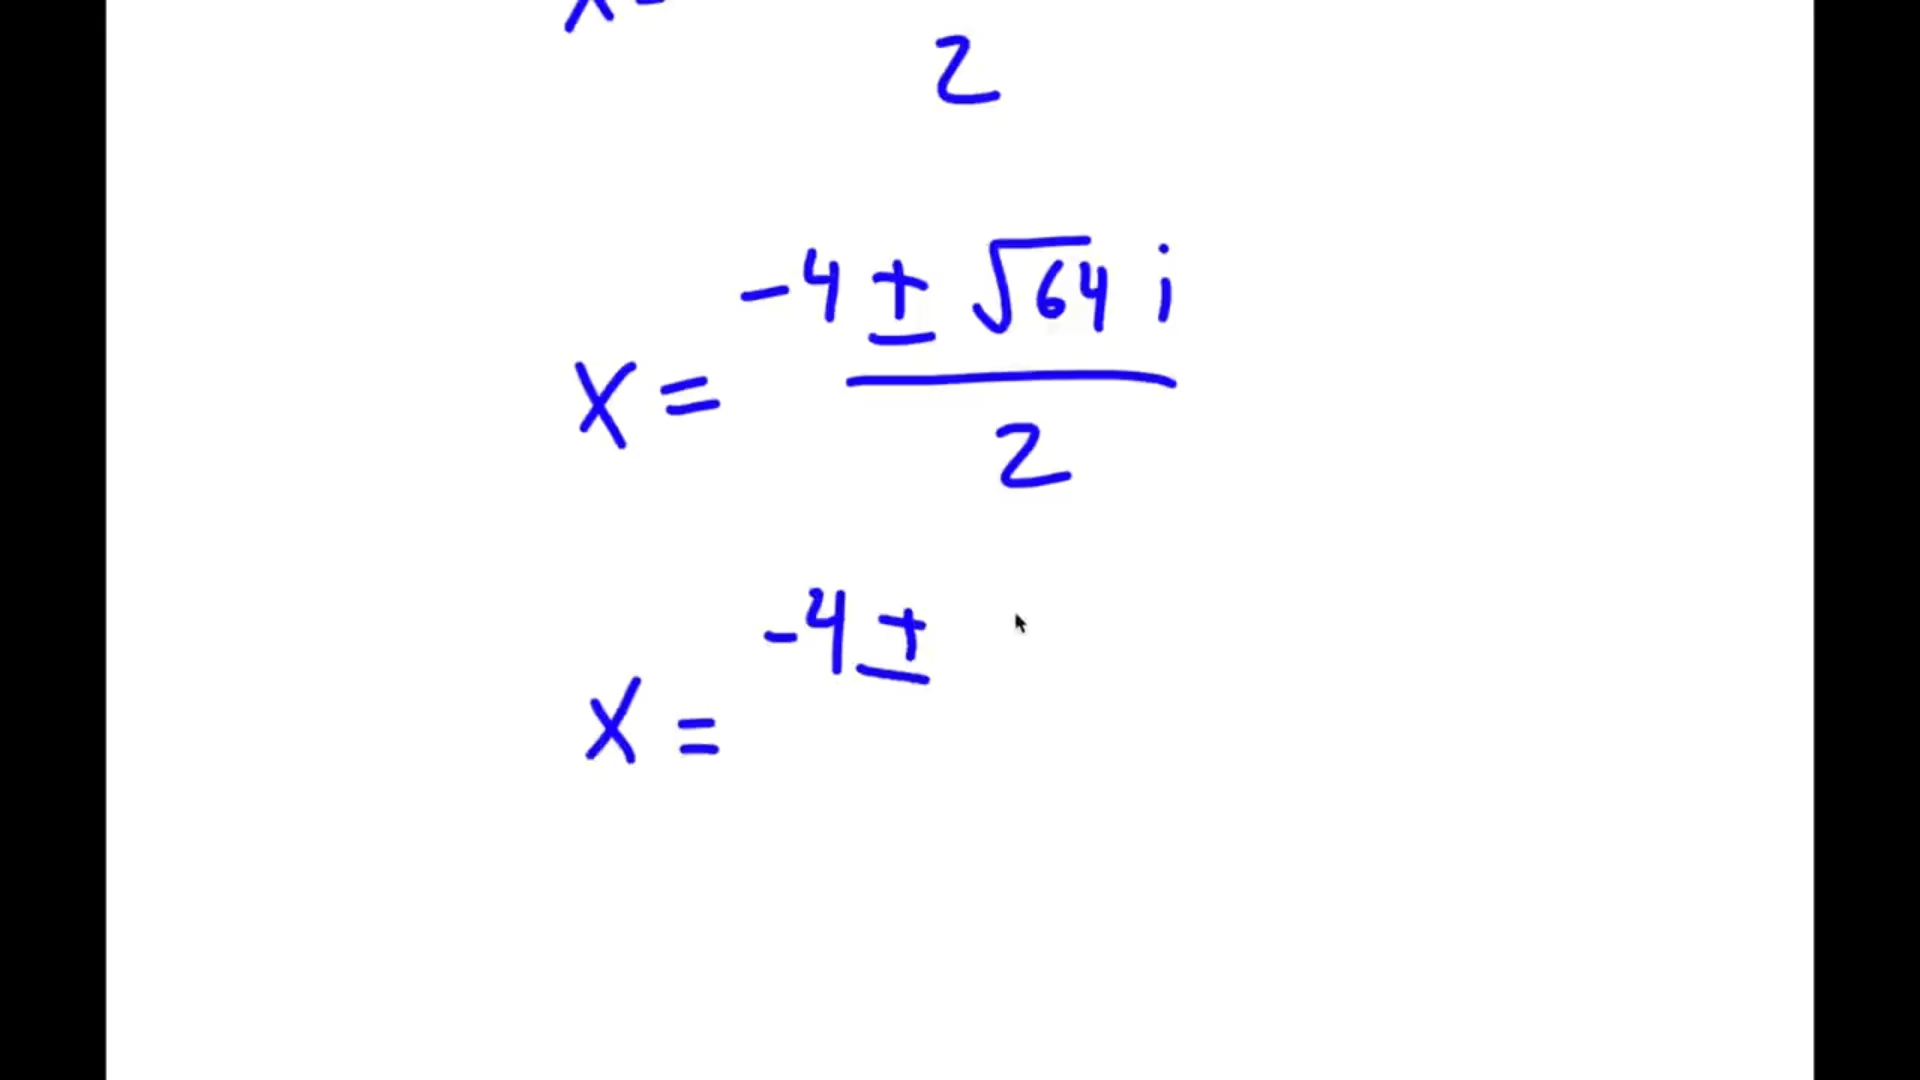 x =
2
-4 ± √64 i
x =
2
-4 ±
x =